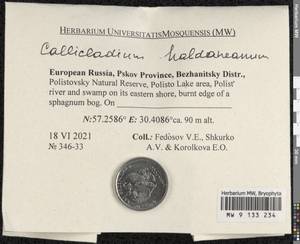 HERBARIUM UNIVERSITATIS MOSQUENSIS (MW)
Callicladium haldaneanum
European Russia, Pskov Province, Bezhanitsky Distr.,
Polistovsky Natural Reserve, Polisto Lake area, Polist'
river and swamp on its eastern shore, burnt edge of a
sphagnum bog. On
N:57.2586° E: 30.4086°ca. 90 m alt.
18 VI 2021
Coll.: Fedosov V.E., Shkurko
№ 346-33
A.V. & Korolkova E.O.
Herbarium MW, Bryophyta
MW 9 133 234